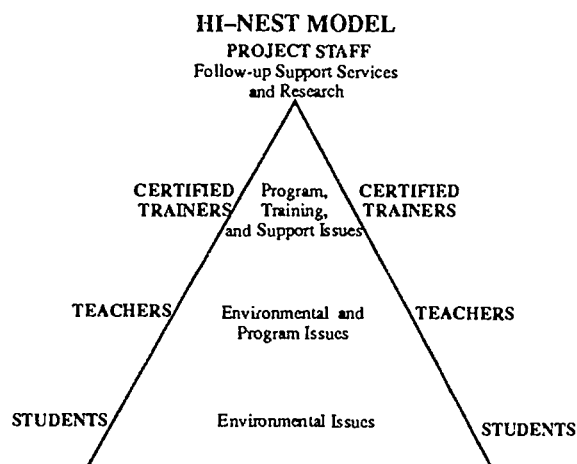 HI–NEST MODEL
PROJECT STAFF
Follow-up Support Services
and Research
CERTIFIED
TRAINERS
Program,
Training,
and Support Issues
CERTIFIED
TRAINERS
TEACHERS
Environmental and
Program Issues
TEACHERS
STUDENTS
Environmental Issues
STUDENTS